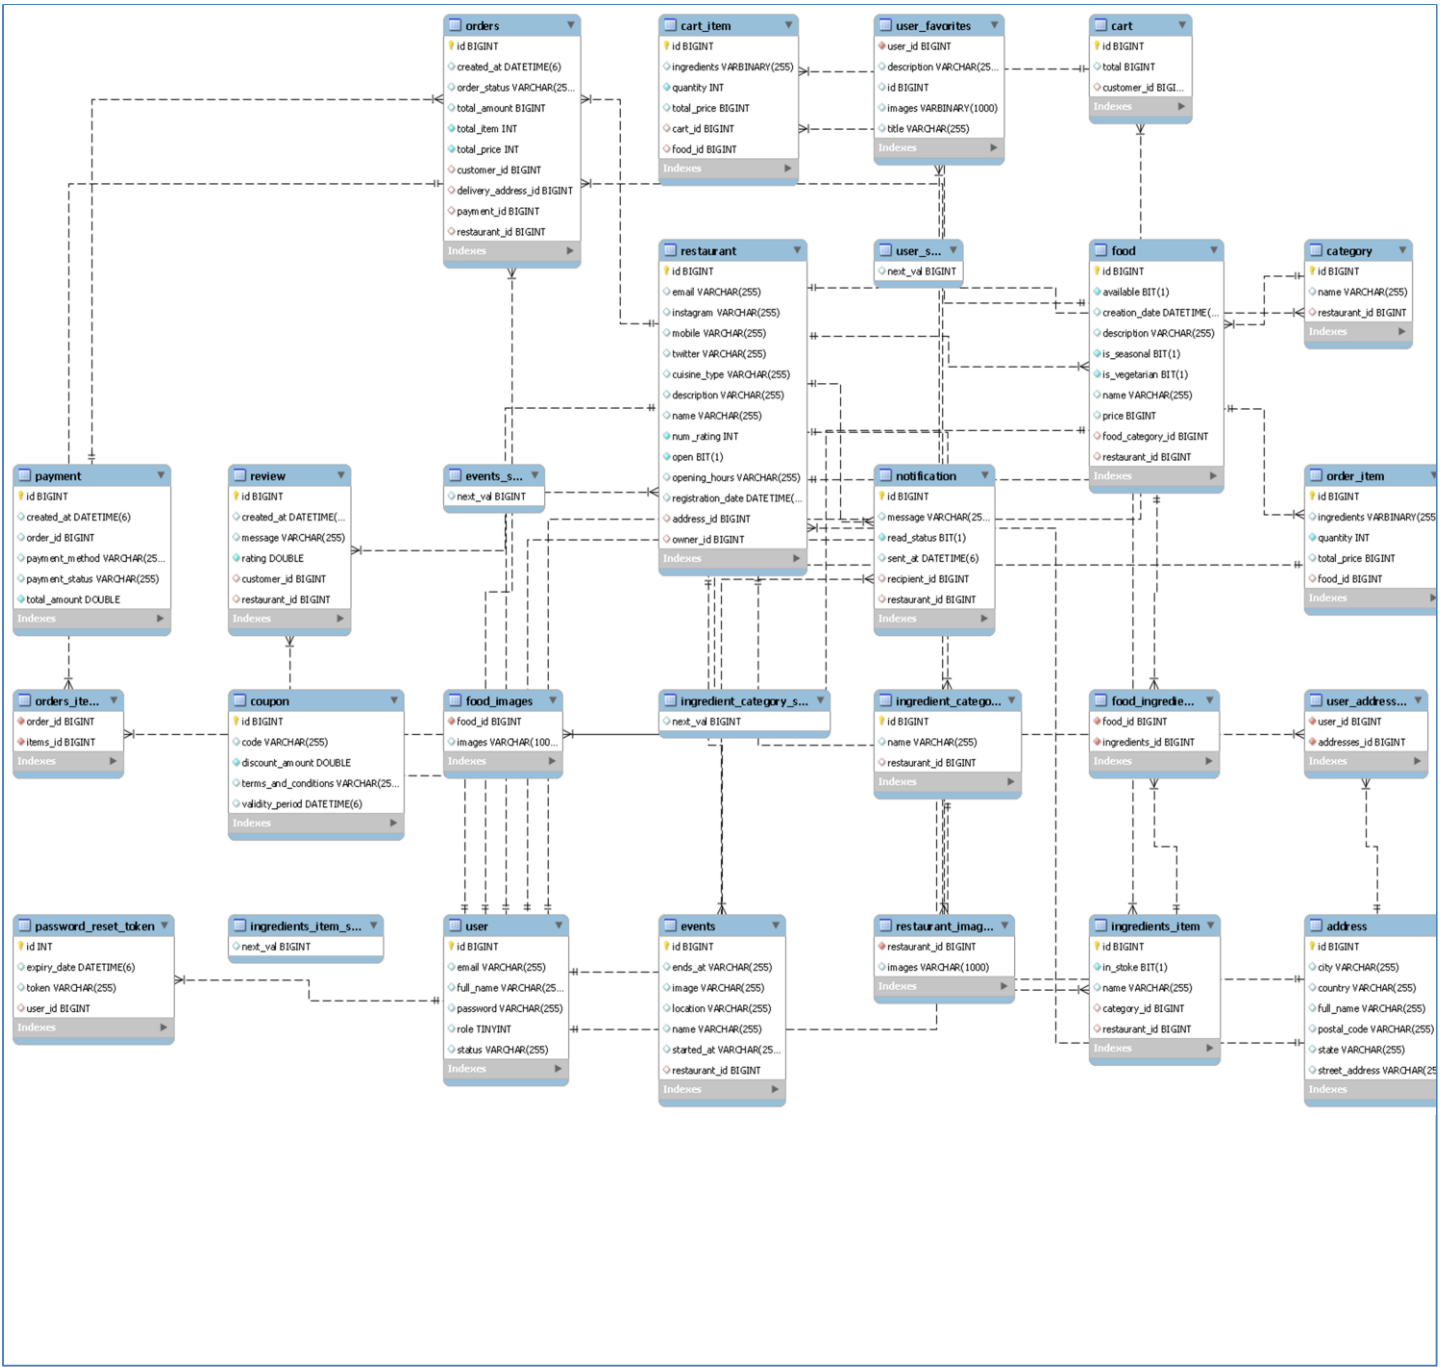 orders
id BIGINT
created_at DATETIME(6)
order_status VARCHAR(25...
total_amount BIGINT
total_item INT
total_price INT
customer_id BIGINT
delivery_address_id BIGINT
payment_id BIGINT
restaurant_id BIGINT
Indexes
cart_item
id BIGINT
ingredients VARBINARY(255)
quantity INT
total_price BIGINT
cart_id BIGINT
food_id BIGINT
Indexes
user_favorites
user_id BIGINT
description VARCHAR(25...
id BIGINT
images VARBINARY(1000)
title VARCHAR(255)
Indexes
cart
id BIGINT
total BIGINT
customer_id BIGI...
Indexes
restaurant
id BIGINT
email VARCHAR(255)
instagram VARCHAR(255)
mobile VARCHAR(255)
twitter VARCHAR(255)
cuisine_type VARCHAR(255)
description VARCHAR(255)
name VARCHAR(255)
num_rating INT
open BIT(1)
opening_hours VARCHAR(255)
registration_date DATETIME(...
address_id BIGINT
owner_id BIGINT
Indexes
user_s...
next_val BIGINT
food
id BIGINT
available BIT(1)
creation_date DATETIME(...
description VARCHAR(255)
is_seasonal BIT(1)
is_vegetarian BIT(1)
name VARCHAR(255)
price BIGINT
food_category_id BIGINT
restaurant_id BIGINT
Indexes
category
id BIGINT
name VARCHAR(255)
restaurant_id BIGINT
Indexes
payment
id BIGINT
created_at DATETIME(6)
order_id BIGINT
payment_method VARCHAR(25...
payment_status VARCHAR(255)
total_amount DOUBLE
Indexes
review
id BIGINT
created_at DATETIME(...
message VARCHAR(255)
rating DOUBLE
customer_id BIGINT
restaurant_id BIGINT
Indexes
events_s...
next_val BIGINT
notification
id BIGINT
message VARCHAR(25...
read_status BIT(1)
sent_at DATETIME(6)
recipient_id BIGINT
restaurant_id BIGINT
Indexes
order_item
id BIGINT
ingredients VARBINARY(255
quantity INT
total_price BIGINT
food_id BIGINT
Indexes
orders_ite...
order_id BIGINT
items_id BIGINT
Indexes
coupon
id BIGINT
code VARCHAR(255)
discount_amount DOUBLE
terms_and_conditions VARCHAR(25...
validity_period DATETIME(6)
Indexes
food_images
food_id BIGINT
images VARCHAR(100...
Indexes
ingredient_category_s...
next_val BIGINT
ingredient_catego...
id BIGINT
name VARCHAR(255)
restaurant_id BIGINT
Indexes
food_ingredie...
food_id BIGINT
ingredients_id BIGINT
Indexes
user_address...
user_id BIGINT
addresses_id BIGINT
Indexes
password_reset_token
id INT
expiry_date DATETIME(6)
token VARCHAR(255)
user_id BIGINT
Indexes
ingredients_item_s...
next_val BIGINT
user
id BIGINT
email VARCHAR(255)
full_name VARCHAR(25...
password VARCHAR(255)
role TINYINT
status VARCHAR(255)
Indexes
events
id BIGINT
ends_at VARCHAR(255)
image VARCHAR(255)
location VARCHAR(255)
name VARCHAR(255)
started_at VARCHAR(25...
restaurant_id BIGINT
Indexes
restaurant_imag...
restaurant_id BIGINT
images VARCHAR(1000)
Indexes
ingredients_item
id BIGINT
in_stoke BIT(1)
name VARCHAR(255)
category_id BIGINT
restaurant_id BIGINT
Indexes
address
id BIGINT
city VARCHAR(255)
country VARCHAR(255)
full_name VARCHAR(255)
postal_code VARCHAR(255)
state VARCHAR(255)
street_address VARCHAR(25
Indexes